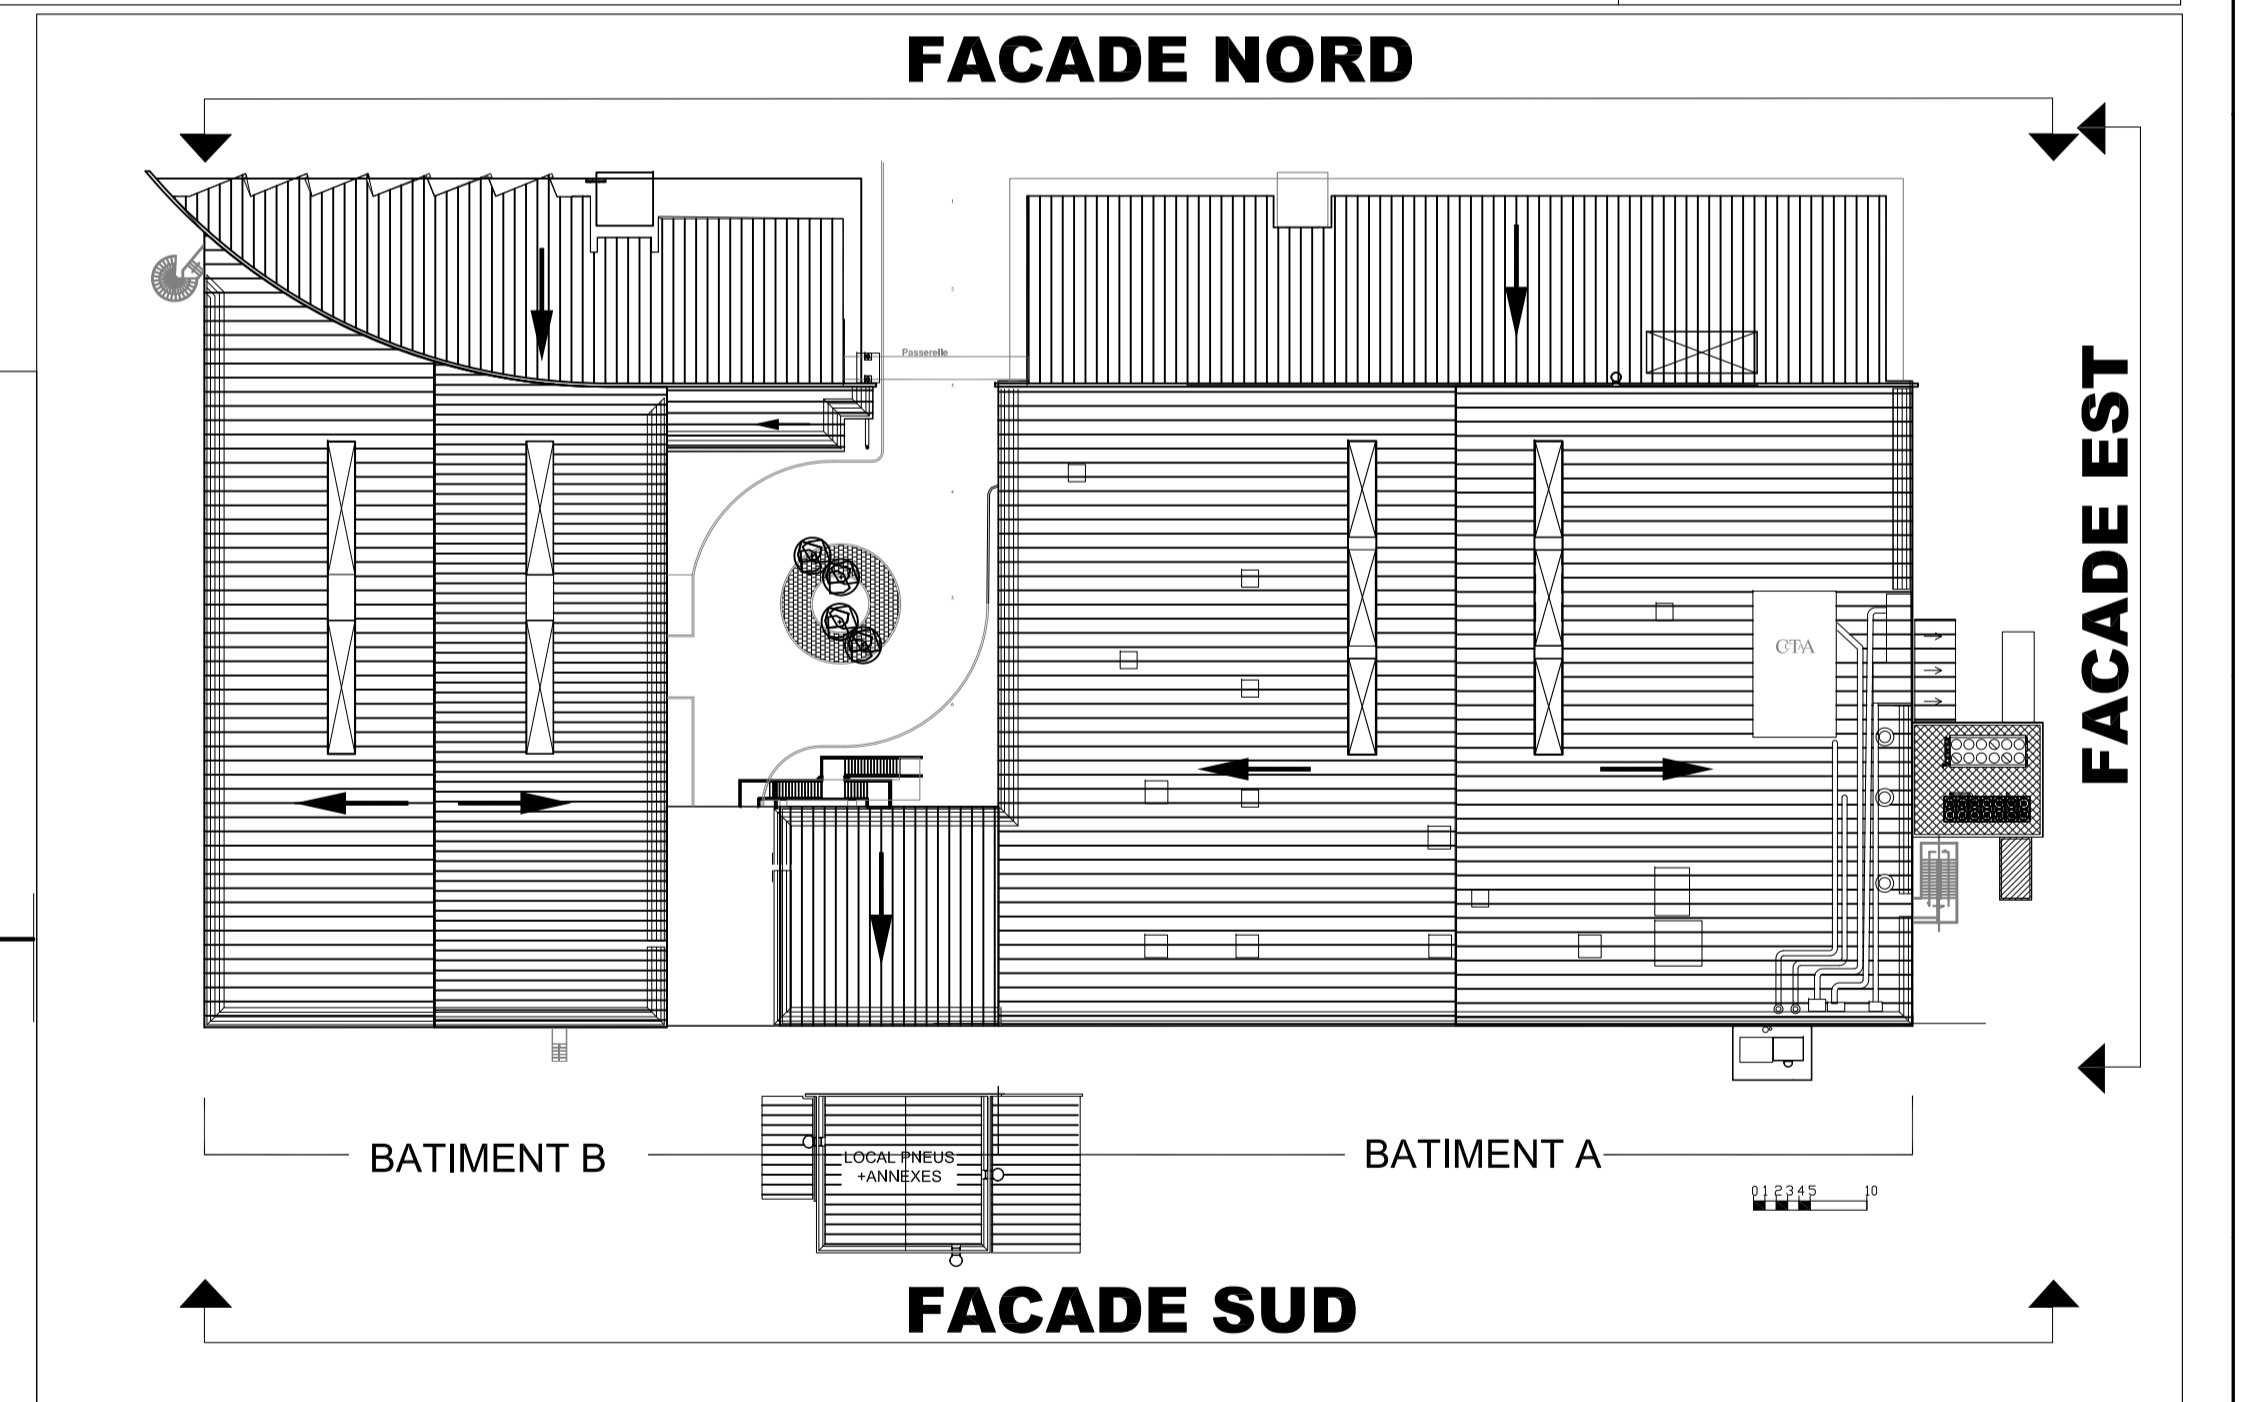 FACADE NORD
Passerelle
FACADE EST
BATIMENT B
LOCAL PNEUS
+ANNEXES
BATIMENT A
0 1 2 3 4 5 10
FACADE SUD